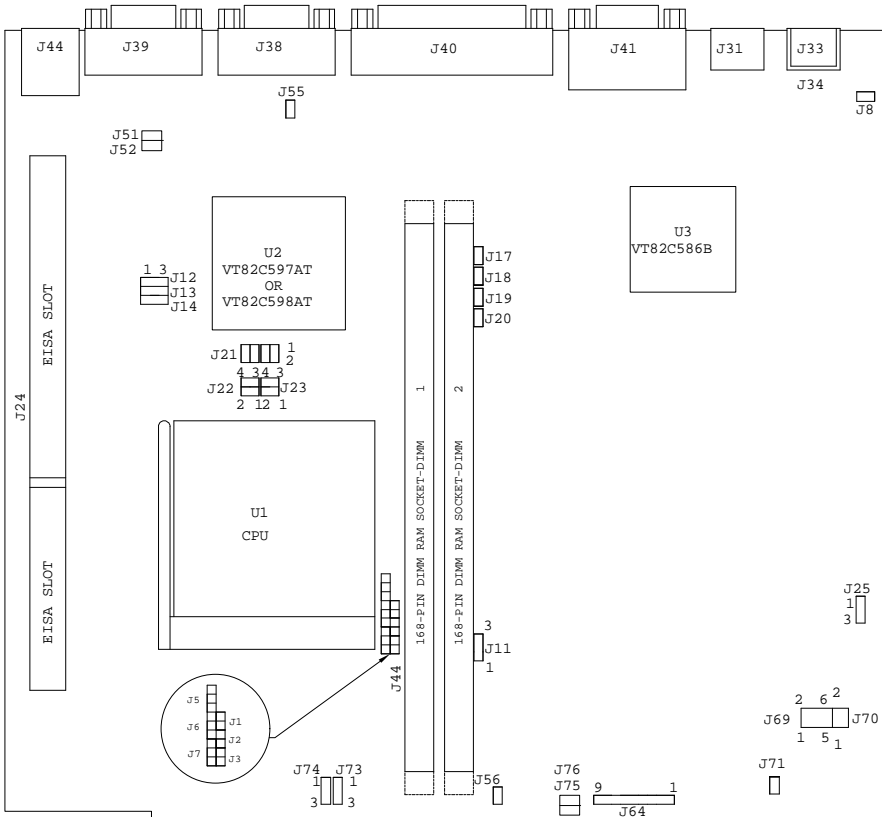 J44 J39 J38 J40 J41 J31 J33
J34
J55
J8
J51
J52
U2
VT82C597AT
OR
VT82C598AT
U3
VT82C586B
1 3
J12
J13
J14
J17
J18
J19
J20
J21
1
2
4 3 4 3
J22 J23
2 1 2 1
EISA SLOT
J24
EISA SLOT
1
168-PIN DIMM RAM SOCKET-DIMM
2
168-PIN DIMM RAM SOCKET-DIMM
U1
CPU
J25
1
3
3
J11
1
J44
J5
J6
J7
J1
J2
J3
2 6 2
J69 J70
1 5 1
J74 J73
1 1
3 3
J56
J76
J75
9 1
J64
J71